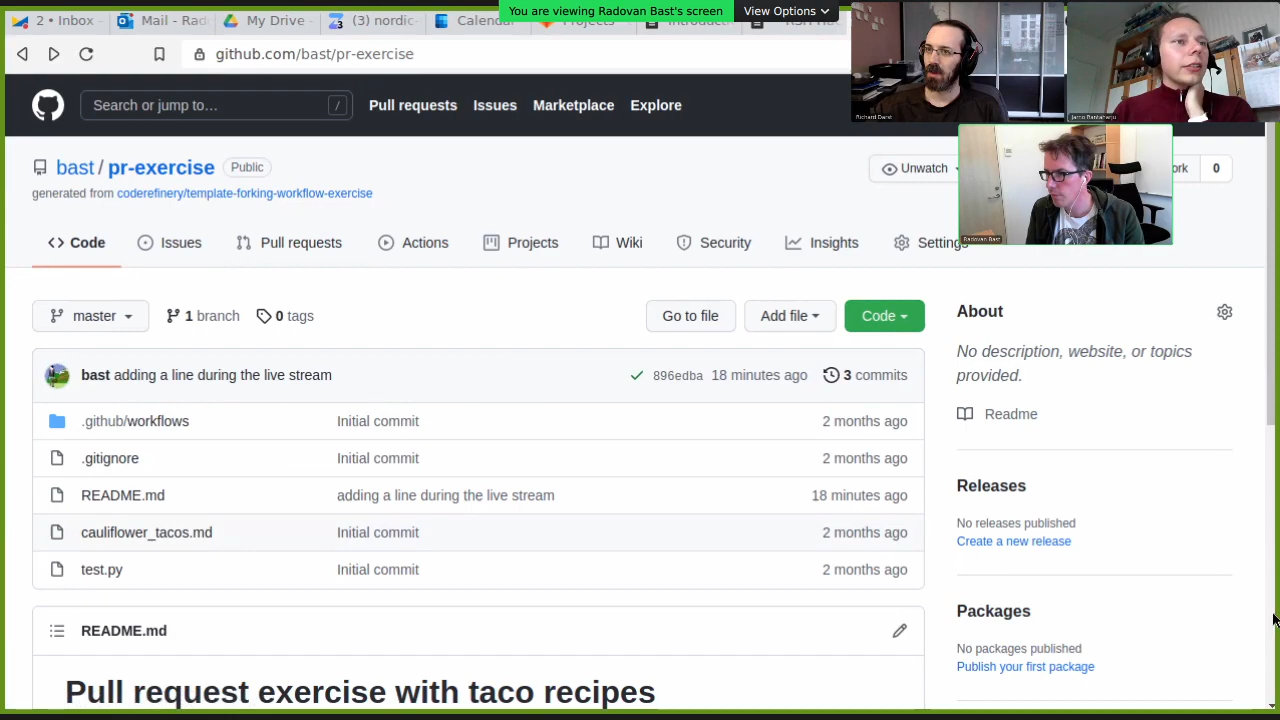 You are viewing Radovan Bast's screen
View Options
2 • Inbox
Mail - Rad
My Drive
(3) nordic
Calendar
Projects
github.com/bast/pr-exercise
Search or jump to…
/
Pull requests
Issues
Marketplace
Explore
Richard Darst
Jarno Rantaharju
Radovan Bast
bast / pr-exercise
Public
generated from coderefinery/template-forking-workflow-exercise
Unwatch
ork
0
Code
Issues
Pull requests
Actions
Projects
Wiki
Security
Insights
Settings
master
1 branch
0 tags
Go to file
Add file
Code
bast adding a line during the live stream
896edba 18 minutes ago
3 commits
.github/workflows
Initial commit
2 months ago
.gitignore
Initial commit
2 months ago
README.md
adding a line during the live stream
18 minutes ago
cauliflower_tacos.md
Initial commit
2 months ago
test.py
Initial commit
2 months ago
README.md
Pull request exercise with taco recipes
About
No description, website, or topics
provided.
Readme
Releases
No releases published
Create a new release
Packages
No packages published
Publish your first package